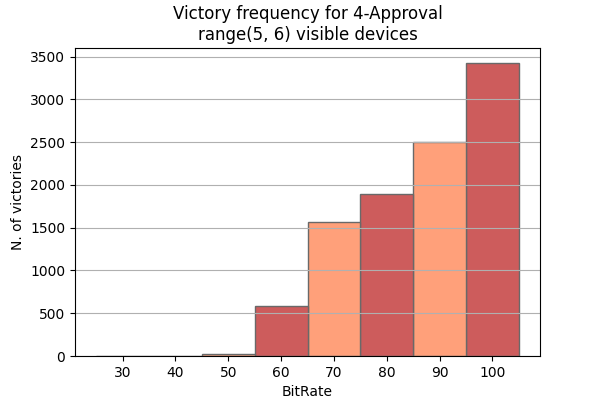 Victory frequency for 4-Approval
range(5, 6) visible devices
3500
3000
2500
2000
1500
1000
500
0
N. of victories
30 40 50 60 70 80 90 100
BitRate